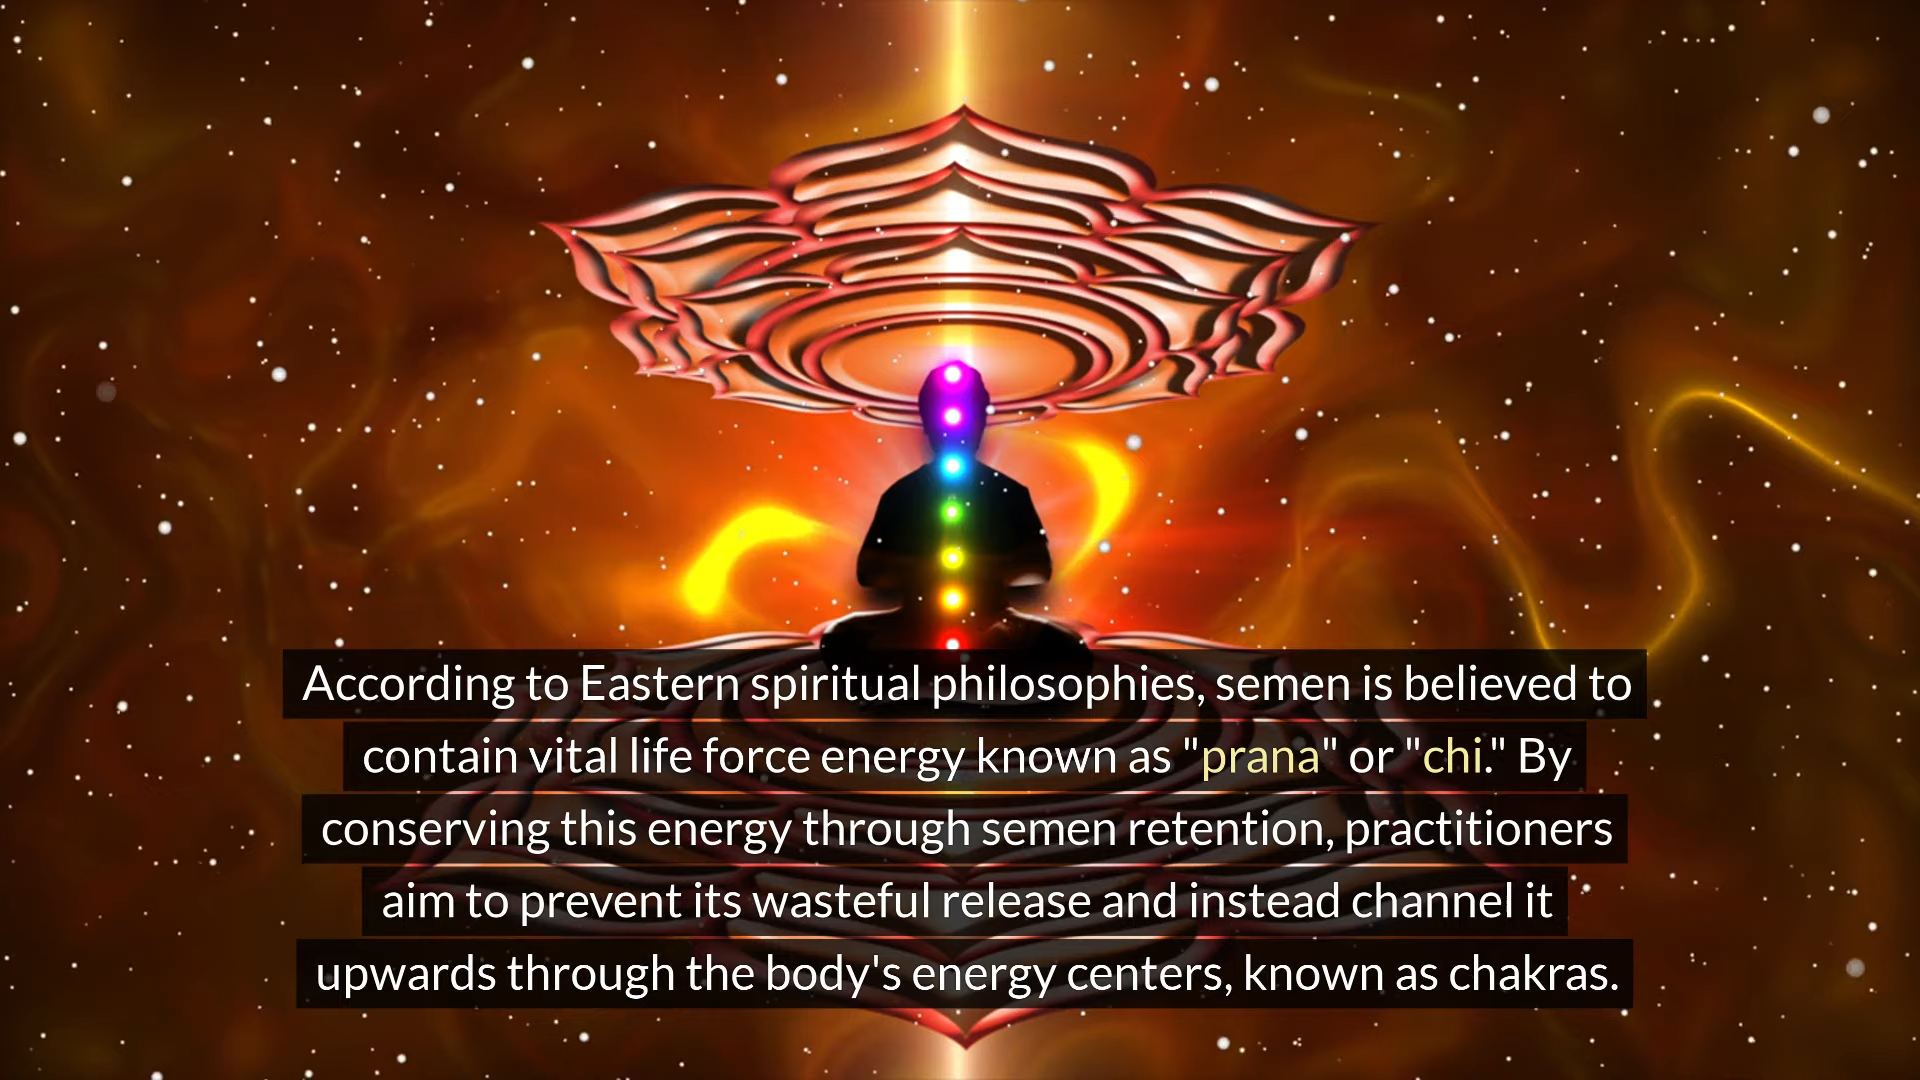 According to Eastern spiritual philosophies, semen is believed to
contain vital life force energy known as "prana" or "chi." By
conserving this energy through semen retention, practitioners
aim to prevent its wasteful release and instead channel it
upwards through the body's energy centers, known as chakras.